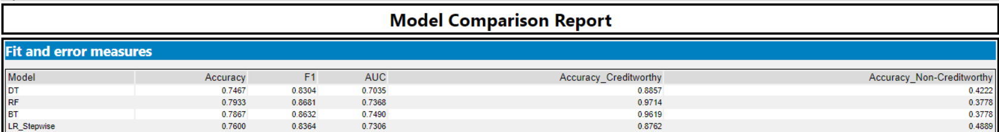 Model Comparison Report
Fit and error measures
Model Accuracy F1 AUC Accuracy_Creditworthy Accuracy_Non-Creditworthy
DT 0.7467 0.8304 0.7035 0.8857 0.4222
RF 0.7933 0.8681 0.7368 0.9714 0.3778
BT 0.7867 0.8632 0.7490 0.9619 0.3778
LR_Stepwise 0.7600 0.8364 0.7306 0.8762 0.4889